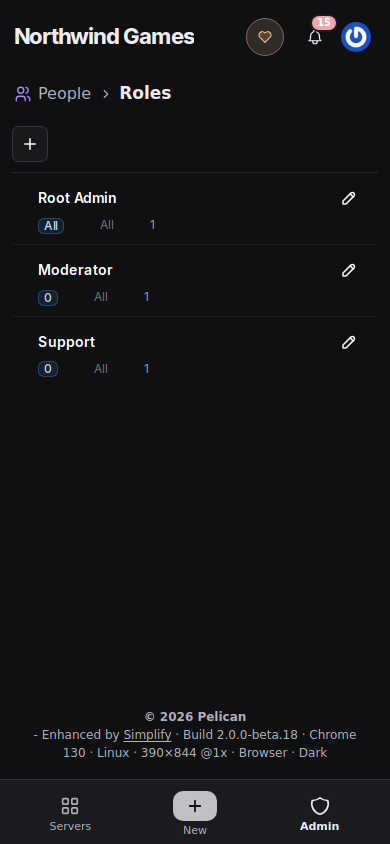 Northwind Games
15
People > Roles
Root Admin
All All 1
Moderator
0 All 1
Support
0 All 1
© 2026 Pelican
- Enhanced by Simplify · Build 2.0.0-beta.18 · Chrome
130 · Linux · 390×844 @1x · Browser · Dark
Servers New Admin